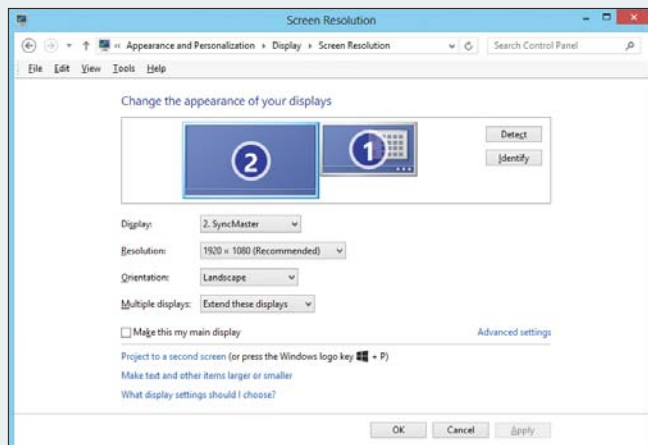 Screen Resolution
« Appearance and Personalization ▸ Display ▸ Screen Resolution
Search Control Panel
File Edit View Tools Help
Change the appearance of your displays
2
1
Detect
Identify
Display: 2. SyncMaster
Resolution: 1920 × 1080 (Recommended)
Orientation: Landscape
Multiple displays: Extend these displays
Make this my main display
Advanced settings
Project to a second screen (or press the Windows logo key + P)
Make text and other items larger or smaller
What display settings should I choose?
OK Cancel Apply